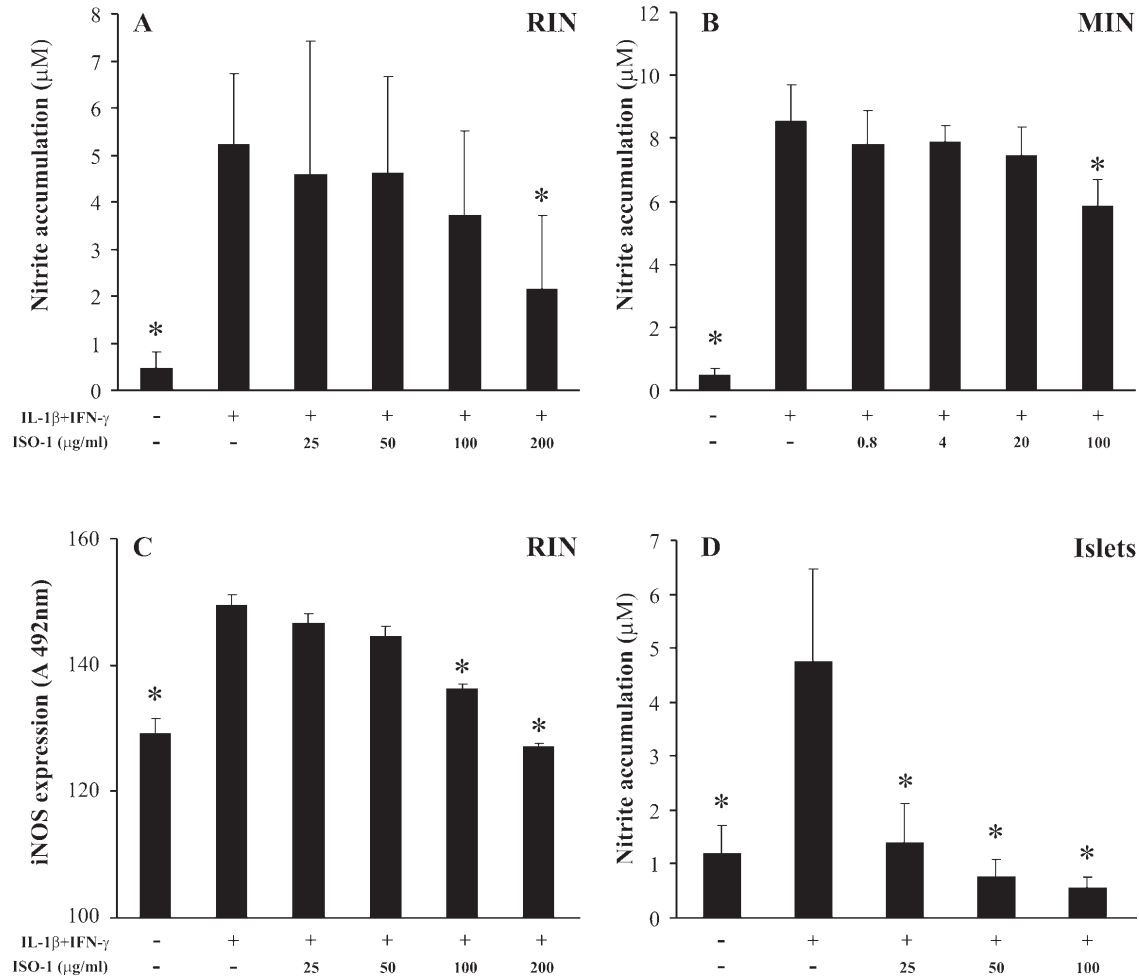 A RIN
Nitrite accumulation (μM)
8
7
6
5
4
3
2
1
0
* *
IL-1β+IFN-γ - + + + + +
ISO-1 (μg/ml) - - 25 50 100 200
B MIN
Nitrite accumulation (μM)
12
10
8
6
4
2
0
* *
- + + + + +
- - 0.8 4 20 100
C RIN
iNOS expression (A 492nm)
160
140
120
100
* * *
IL-1β+IFN-γ - + + + + +
ISO-1 (μg/ml) - - 25 50 100 200
D Islets
Nitrite accumulation (μM)
7
6
5
4
3
2
1
0
* * * *
- + + + +
- - 25 50 100